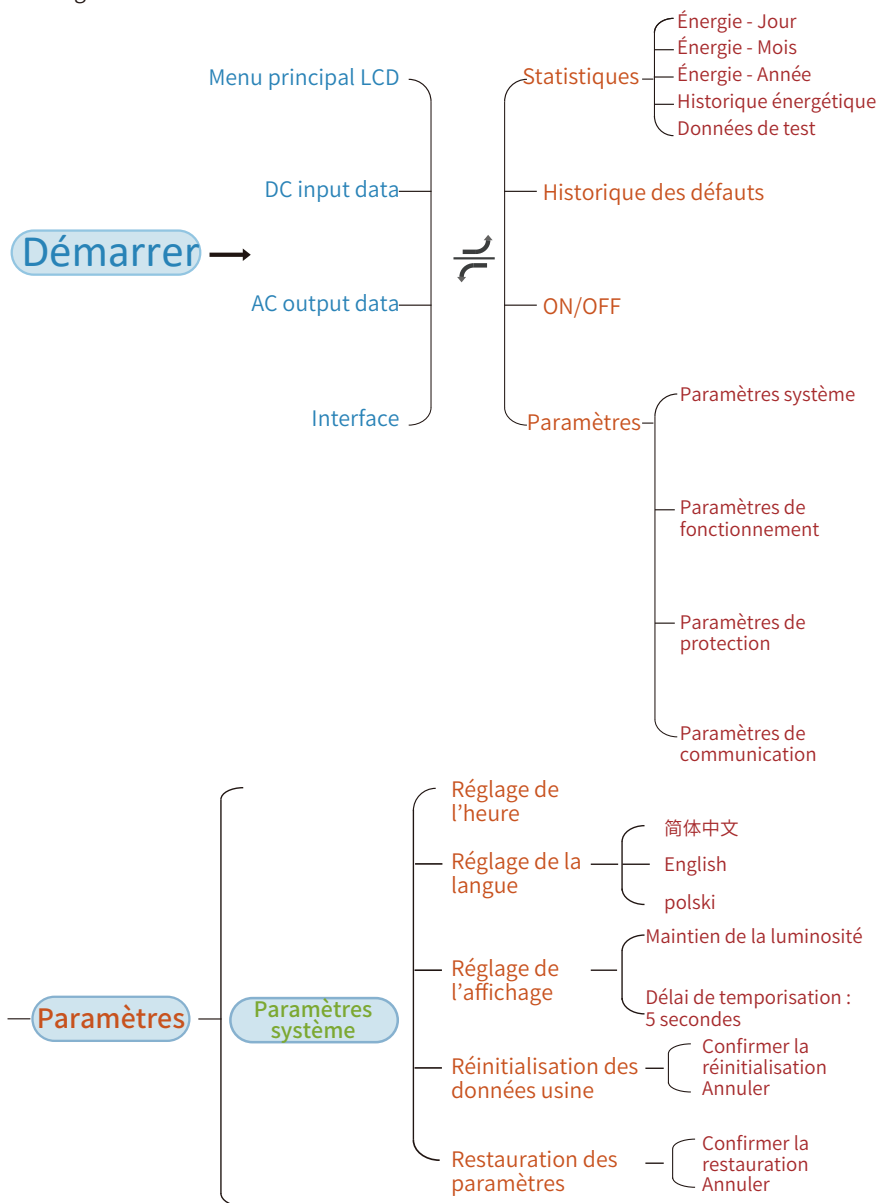 Énergie - Jour
Énergie - Mois
Énergie - Année
Historique énergétique
Données de test
Menu principal LCD
Statistiques
DC input data
Historique des défauts
Démarrer
AC output data
ON/OFF
Interface
Paramètres
Paramètres système
Paramètres de
fonctionnement
Paramètres de
protection
Paramètres de
communication
Paramètres
Paramètres
système
Réglage de
l’heure
Réglage de la
langue
简体中文
English
polski
Réglage de
l’affichage
Maintien de la luminosité
Délai de temporisation :
5 secondes
Réinitialisation des
données usine
Confirmer la
réinitialisation
Annuler
Restauration des
paramètres
Confirmer la
restauration
Annuler